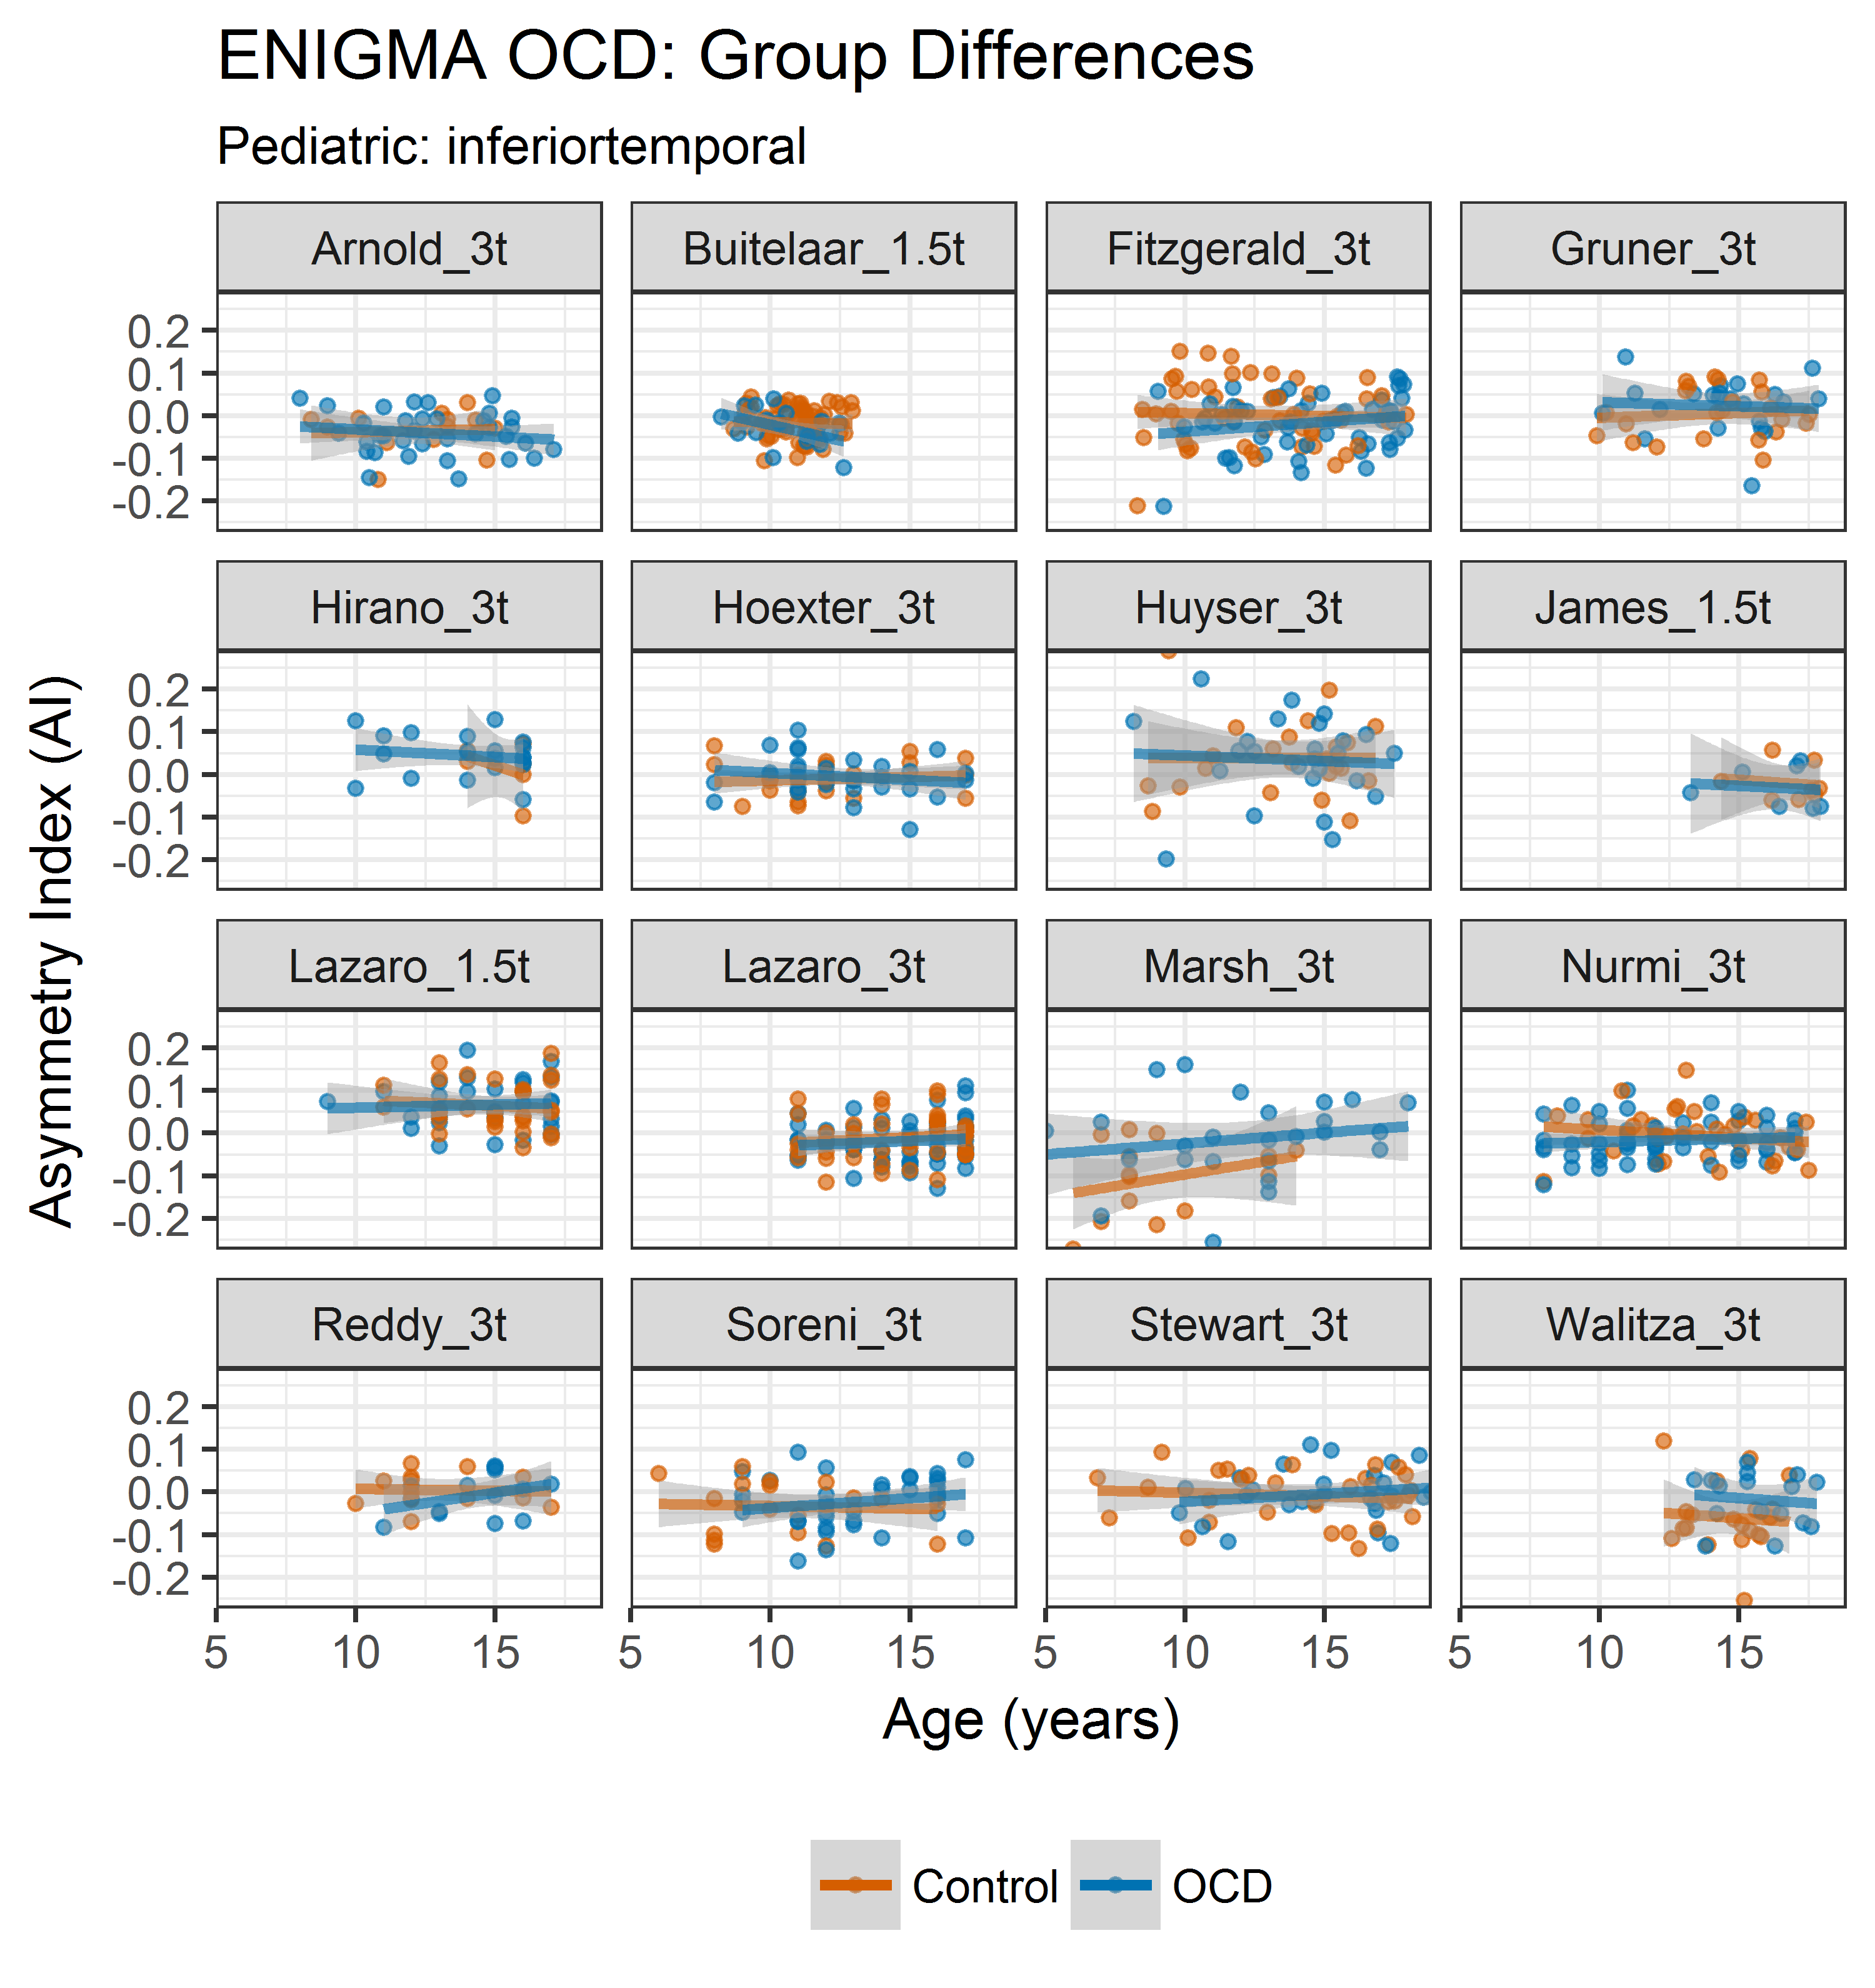 ENIGMA OCD: Group Differences
Pediatric: inferiortemporal
Arnold_3t Buitelaar_1.5t Fitzgerald_3t Gruner_3t
0.2
0.1
0.0
-0.1
-0.2
Hirano_3t Hoexter_3t Huyser_3t James_1.5t
0.2
0.1
0.0
-0.1
-0.2
Lazaro_1.5t Lazaro_3t Marsh_3t Nurmi_3t
0.2
0.1
0.0
-0.1
-0.2
Reddy_3t Soreni_3t Stewart_3t Walitza_3t
0.2
0.1
0.0
-0.1
-0.2
5 10 15 5 10 15 5 10 15 5 10 15
Asymmetry Index (AI)
Age (years)
Control OCD